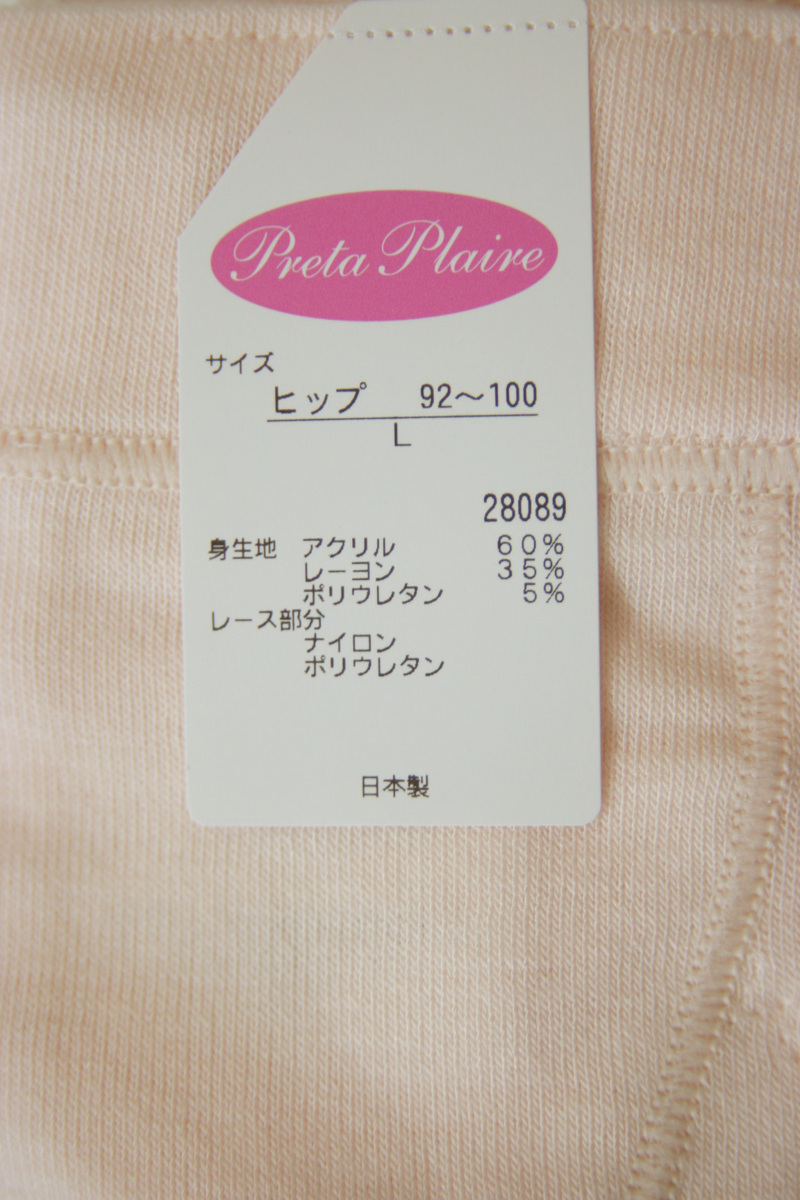 Preta Plaire
サイズ
ヒップ 92～100
L
28089
身生地 アクリル 60%
レーヨン 35%
ポリウレタン 5%
レース部分
ナイロン
ポリウレタン
日本製